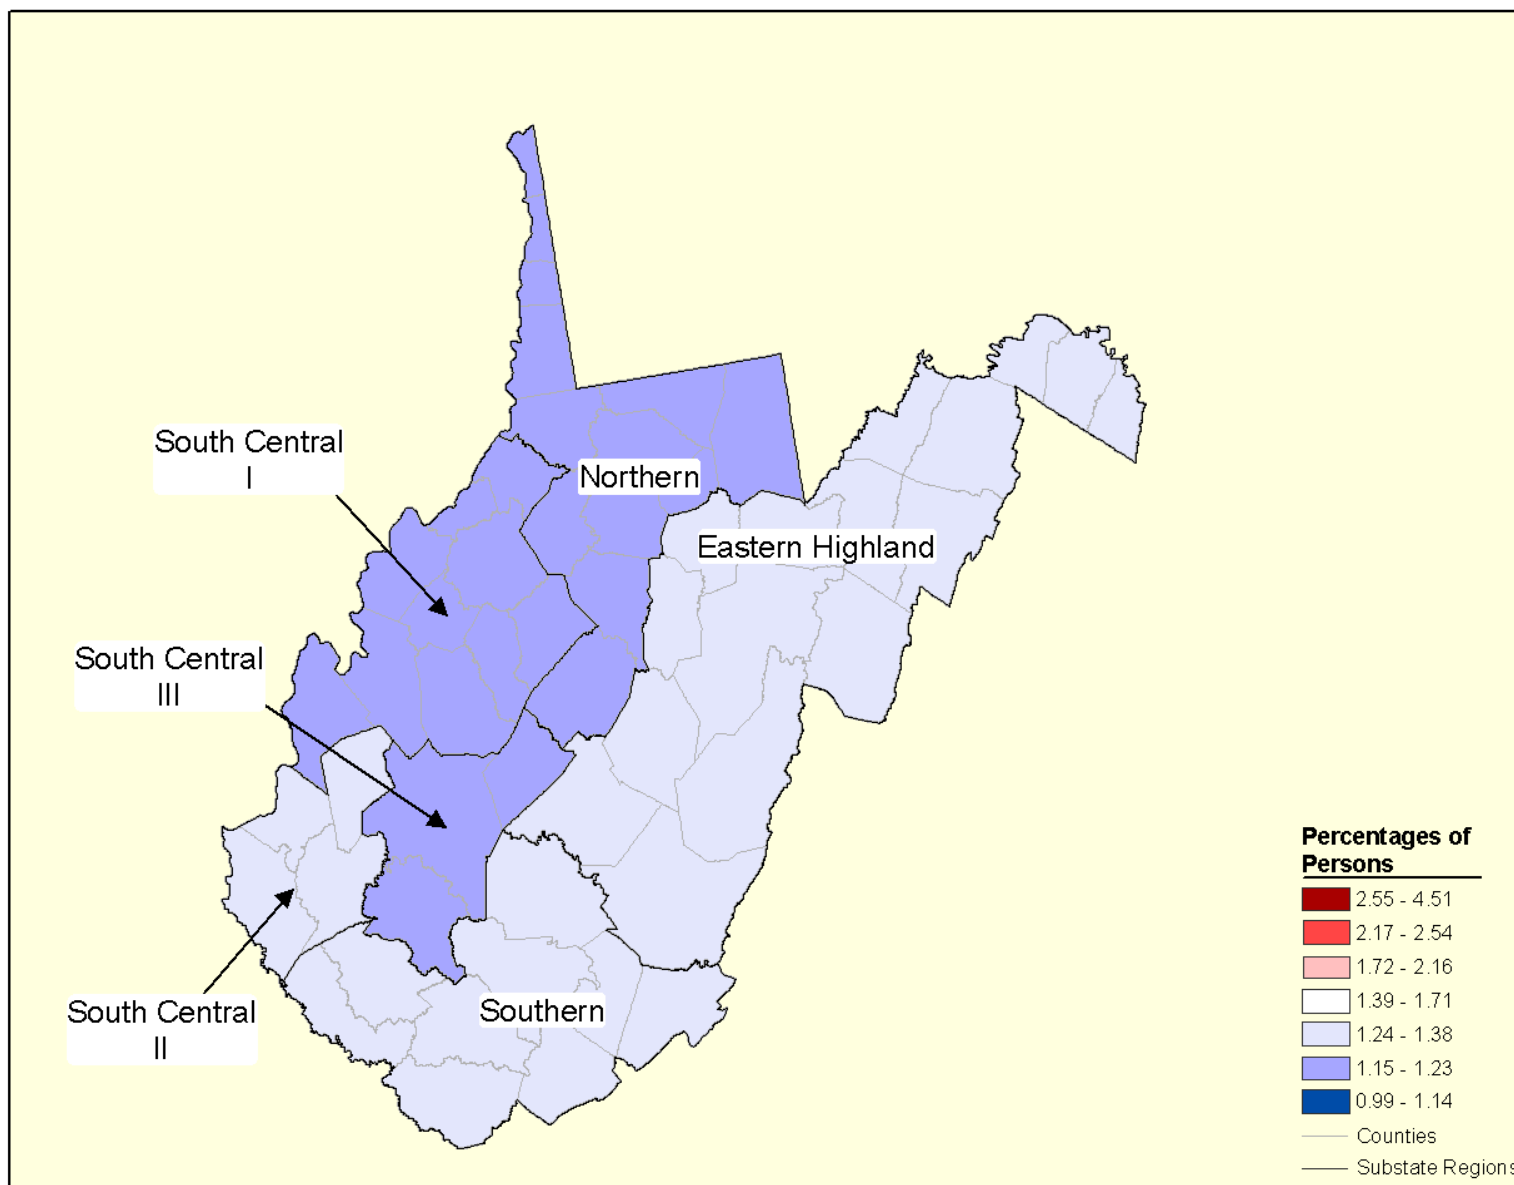 South Central
I
Northern
Eastern Highland
South Central
III
South Central
II
Southern
Percentages of
Persons
2.55 - 4.51
2.17 - 2.54
1.72 - 2.16
1.39 - 1.71
1.24 - 1.38
1.15 - 1.23
0.99 - 1.14
Counties
Substate Regions